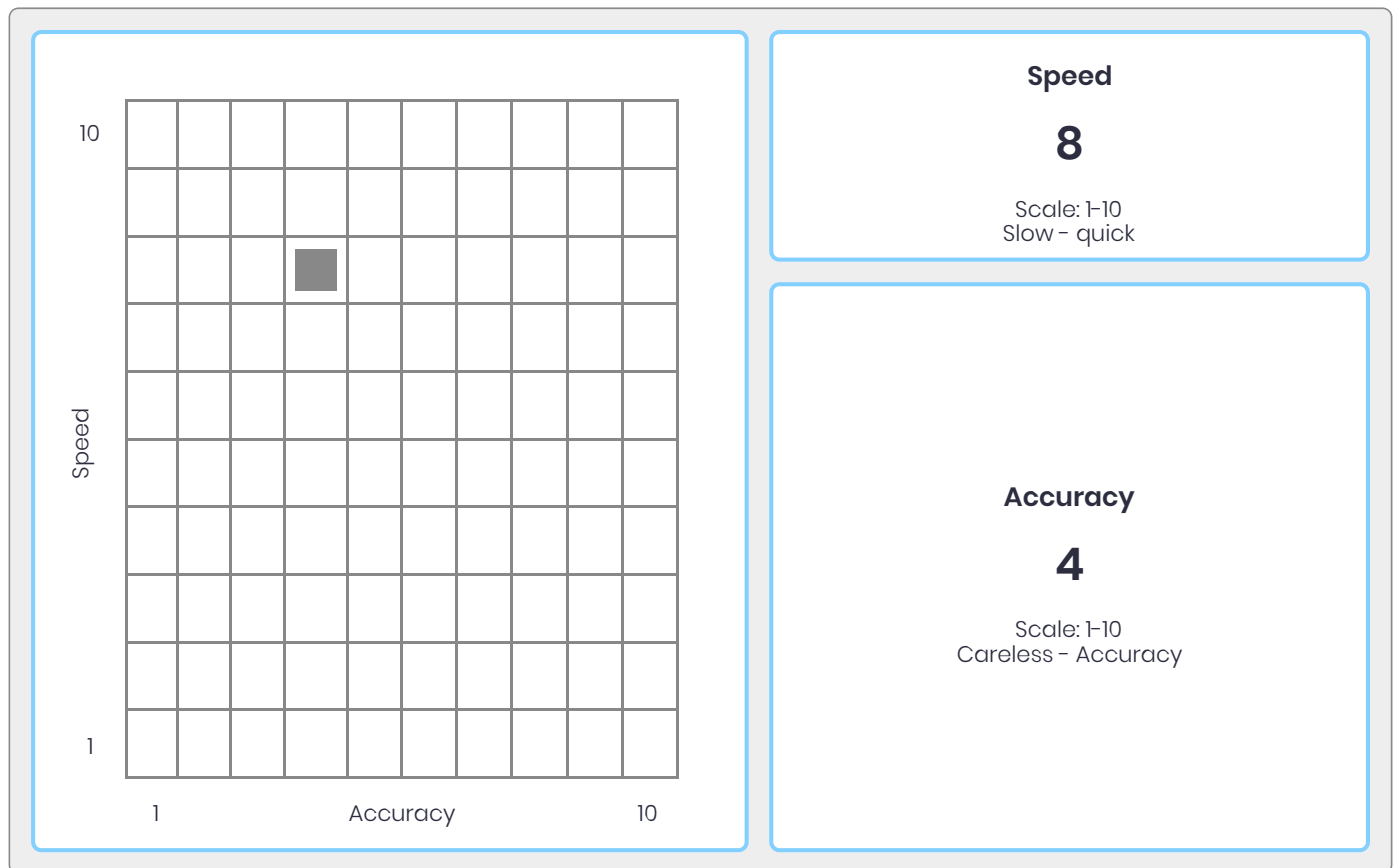 10
Speed
1
1
Accuracy
10
Speed
8
Scale: 1-10
Slow - quick
Accuracy
4
Scale: 1-10
Careless - Accuracy